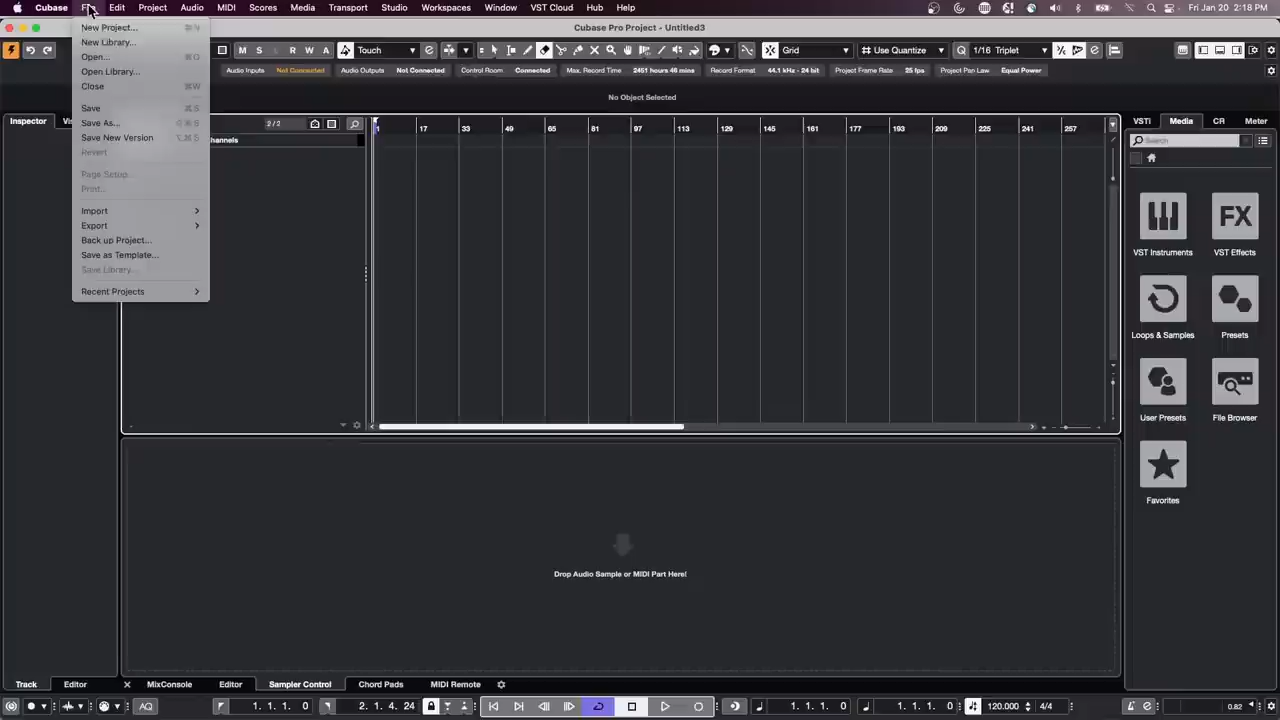 Cubase Edit Project Audio MIDI Scores Media Transport Studio Workspaces Window VST Cloud Hub Help Fri Jan 20 2:18 PM
Cubase Pro Project - Untitled3
M S L R W A Touch Grid Use Quantize Q 1/16 Triplet
Audio Inputs Not Connected Audio Outputs Not Connected Control Room Connected Max. Record Time 2451 hours 46 mins Record Format 44.1 kHz - 24 bit Project Frame Rate 25 fps Project Pan Law Equal Power
No Object Selected
New Project... ⌘N
New Library...
Open... ⌘O
Open Library...
Close ⌘W
Save ⌘S
Save As... ⇧⌘S
Save New Version ⌥⌘S
Revert
Page Setup...
Print...
Import
Export
Back up Project...
Save as Template...
Save Library...
Recent Projects
Inspector
2/2
1 17 33 49 65 81 97 113 129 145 161 177 193 209 225 241 257
VSTi Media CR Meter
Search
VST Instruments VST Effects
FX
Loops & Samples Presets
User Presets File Browser
Favorites
Drop Audio Sample or MIDI Part Here!
Track Editor MixConsole Editor Sampler Control Chord Pads MIDI Remote
AQ 1. 1. 1. 0 2. 1. 4. 24 1. 1. 1. 0 1. 1. 1. 0 120.000 4/4 0.82